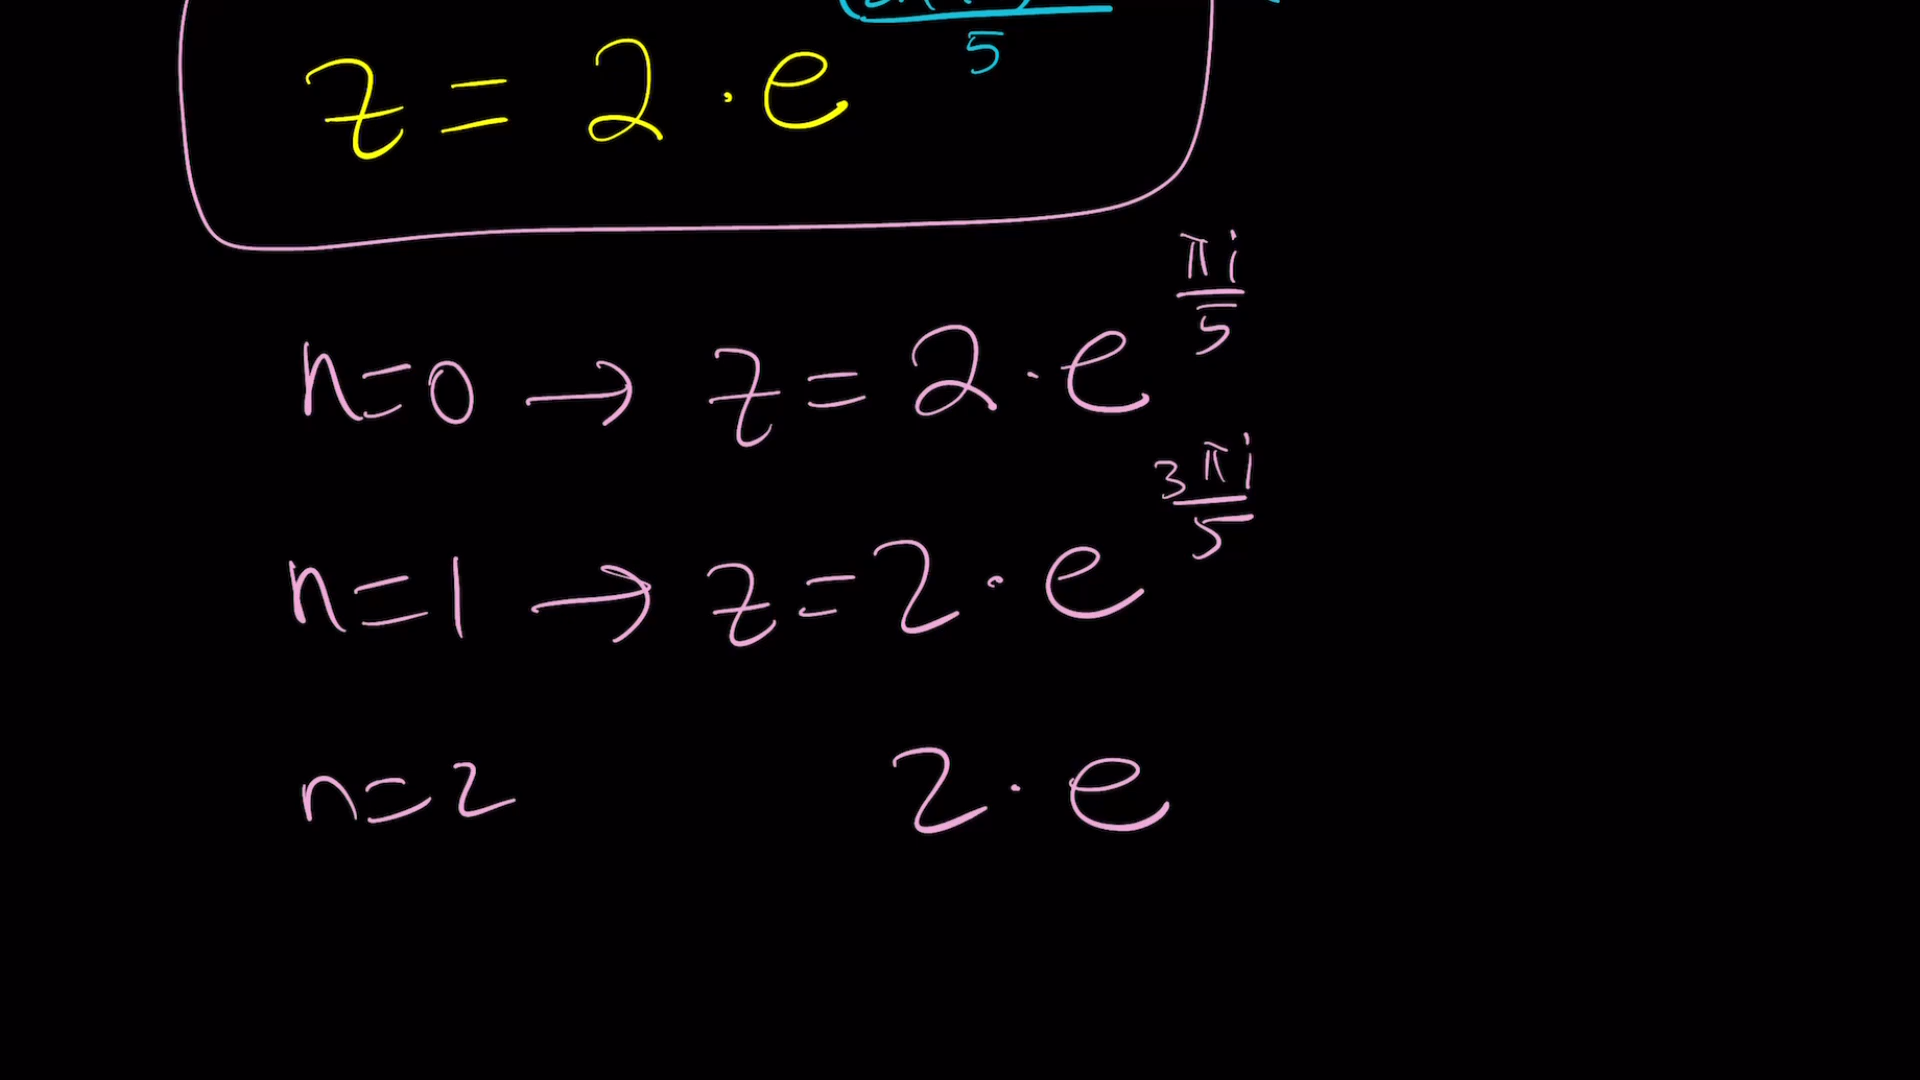 z = 2 · e^{/5}
n=0 → z = 2 · e^{πi/5}
n=1 → z = 2 · e^{3πi/5}
n=2 2 · e